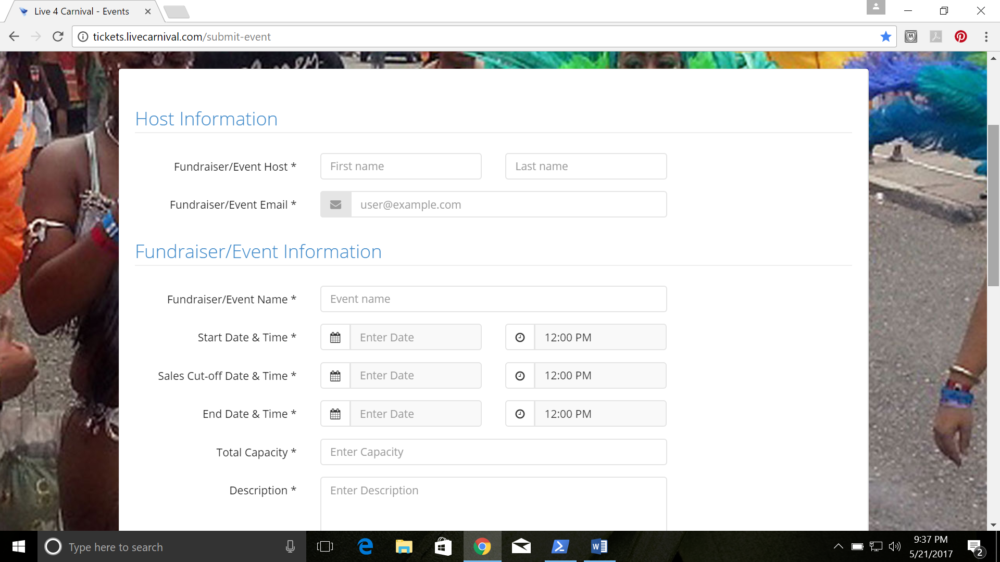 Live 4 Carnival - Events
tickets.livecarnival.com/submit-event
Host Information
Fundraiser/Event Host * First name Last name
Fundraiser/Event Email * user@example.com
Fundraiser/Event Information
Fundraiser/Event Name * Event name
Start Date & Time * Enter Date 12:00 PM
Sales Cut-off Date & Time * Enter Date 12:00 PM
End Date & Time * Enter Date 12:00 PM
Total Capacity * Enter Capacity
Description * Enter Description
Type here to search
9:37 PM
5/21/2017
2